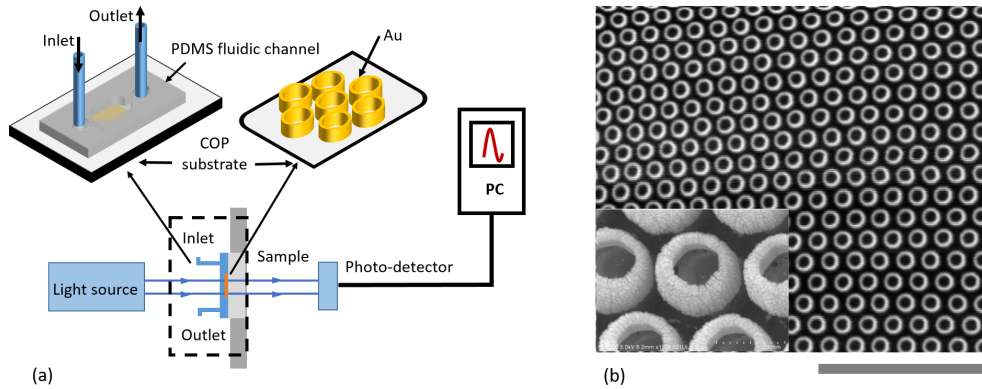 Outlet
Inlet
PDMS fluidic channel
Au
COP
substrate
PC
Inlet
Sample
Photo-detector
Light source
Outlet
(a)
(b)